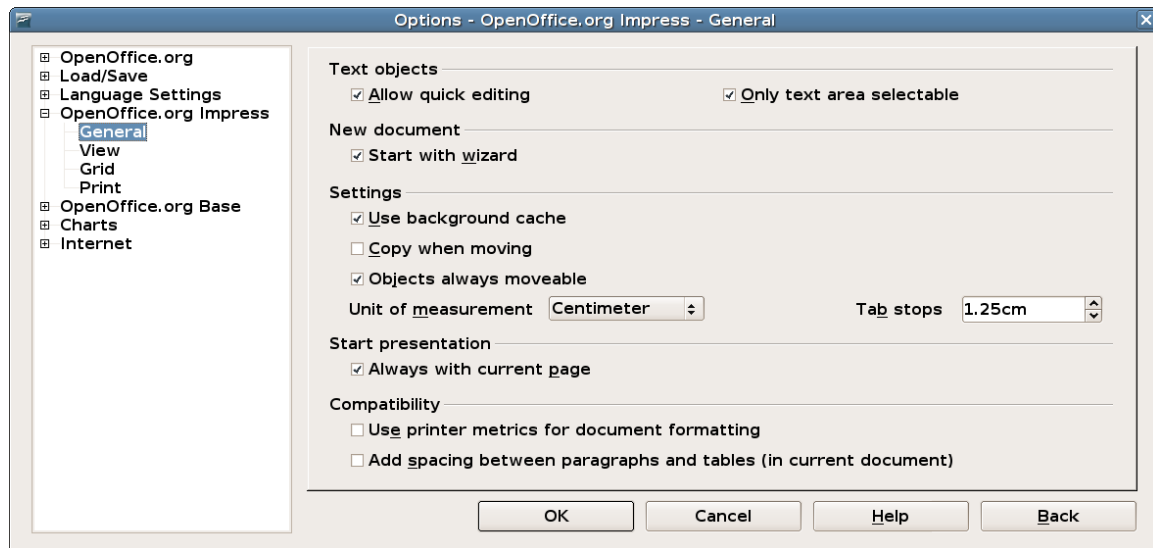 Options - OpenOffice.org Impress - General
OpenOffice.org
Load/Save
Language Settings
OpenOffice.org Impress
General
View
Grid
Print
OpenOffice.org Base
Charts
Internet
Text objects
Allow quick editing Only text area selectable
New document
Start with wizard
Settings
Use background cache
Copy when moving
Objects always moveable
Unit of measurement Centimeter Tab stops 1.25cm
Start presentation
Always with current page
Compatibility
Use printer metrics for document formatting
Add spacing between paragraphs and tables (in current document)
OK Cancel Help Back